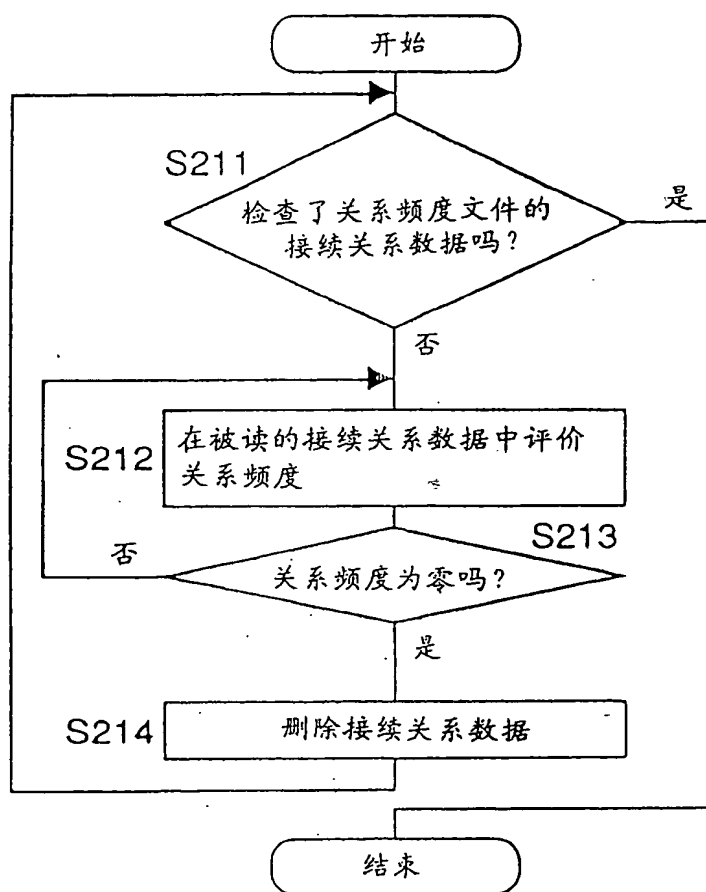 开始
S211
检查了关系频度文件的
接续关系数据吗?
是
否
S212
在被读的接续关系数据中评价
关系频度
S213
否
关系频度为零吗?
是
S214
删除接续关系数据
结束